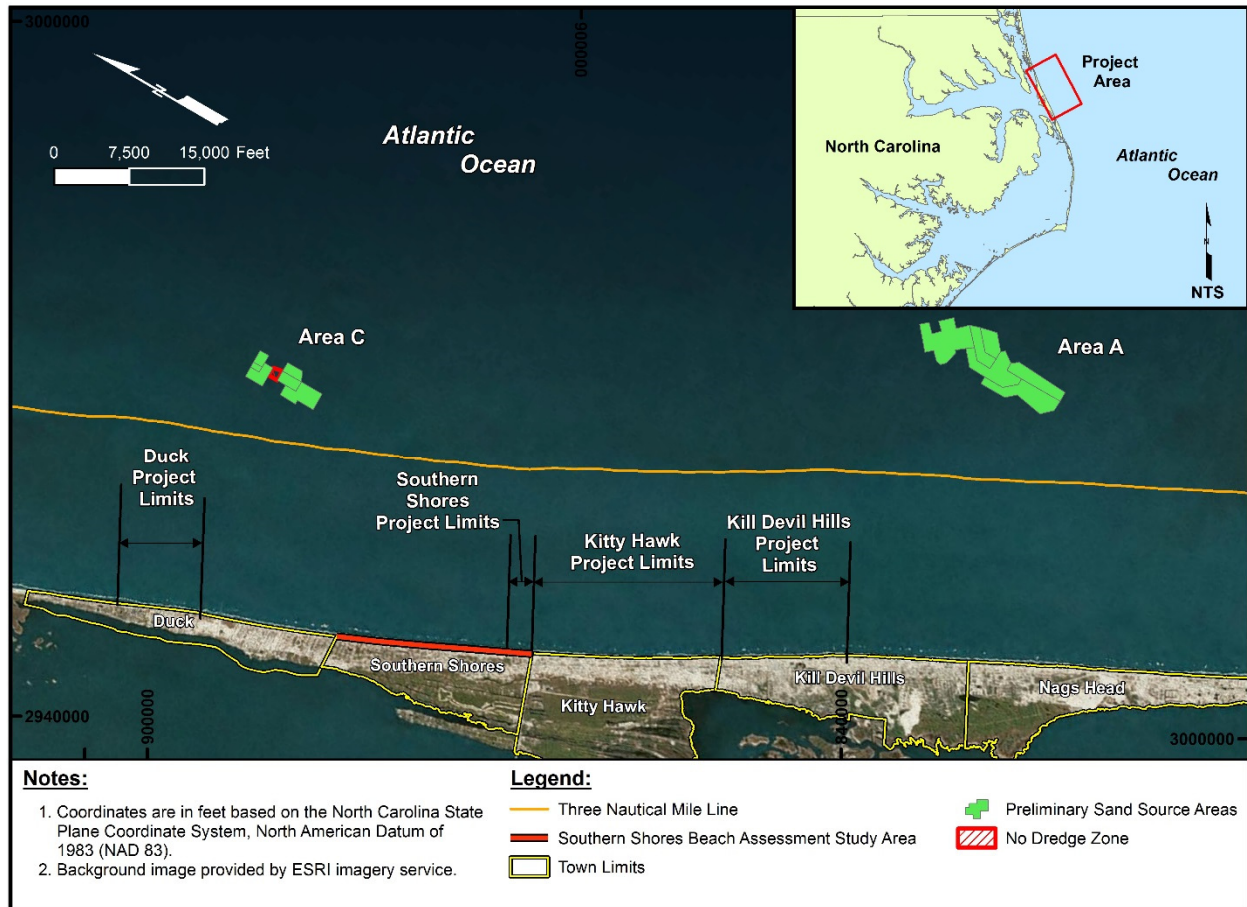 3000000
900000
N
0 7,500 15,000 Feet
Atlantic
Ocean
Project
Area
North Carolina
Atlantic
Ocean
N
NTS
Area C
Area A
Duck
Project
Limits
Southern
Shores
Project Limits
Kitty Hawk
Project Limits
Kill Devil Hills
Project
Limits
Duck
Southern Shores
Kitty Hawk
Kill Devil Hills
Nags Head
2940000
900000
840000
3000000
Notes:
1. Coordinates are in feet based on the North Carolina State
Plane Coordinate System, North American Datum of
1983 (NAD 83).
2. Background image provided by ESRI imagery service.
Legend:
Three Nautical Mile Line
Southern Shores Beach Assessment Study Area
Town Limits
Preliminary Sand Source Areas
No Dredge Zone